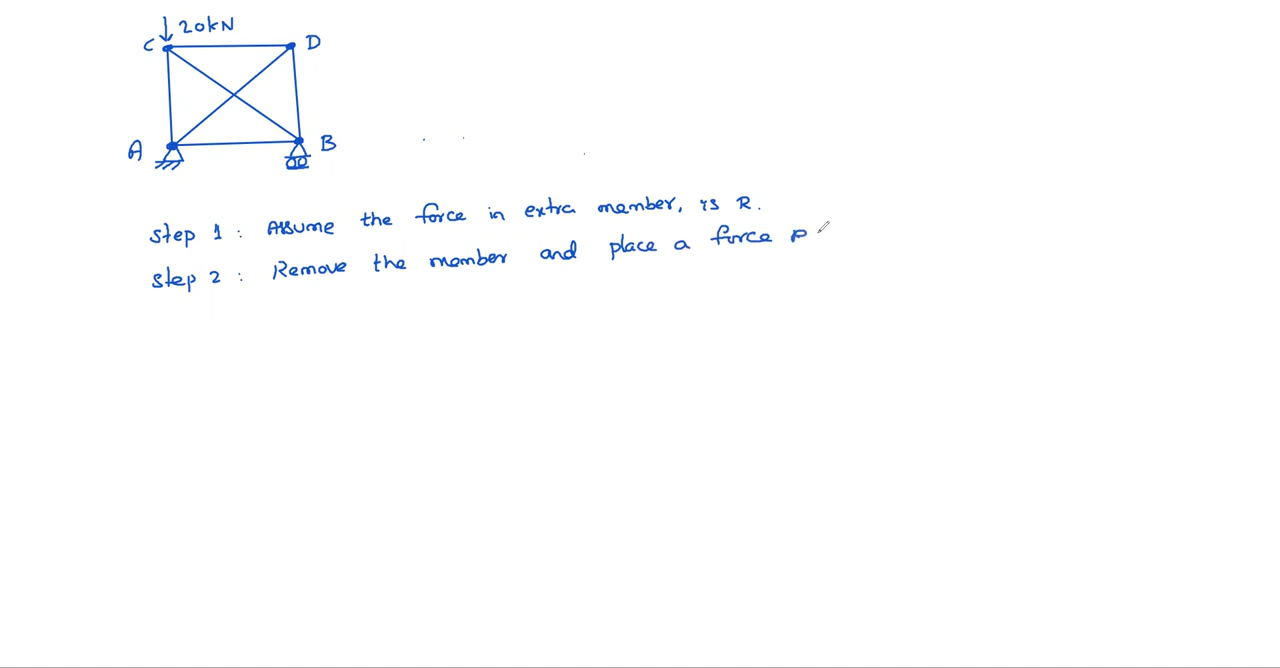 20kN
C D
A B
Step 1 : Assume the force in extra member, is R.
Step 2 : Remove the member and place a force